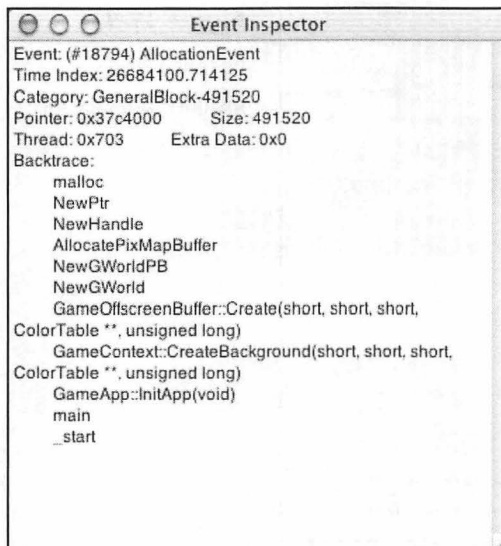 Event Inspector
Event: (#18794) AllocationEvent
Time Index: 26684100.714125
Category: GeneralBlock-491520
Pointer: 0x37c4000 Size: 491520
Thread: 0x703 Extra Data: 0x0
Backtrace:
malloc
NewPtr
NewHandle
AllocatePixMapBuffer
NewGWorldPB
NewGWorld
GameOffscreenBuffer::Create(short, short, short,
ColorTable **, unsigned long)
GameContext::CreateBackground(short, short, short,
ColorTable **, unsigned long)
GameApp::InitApp(void)
main
_start